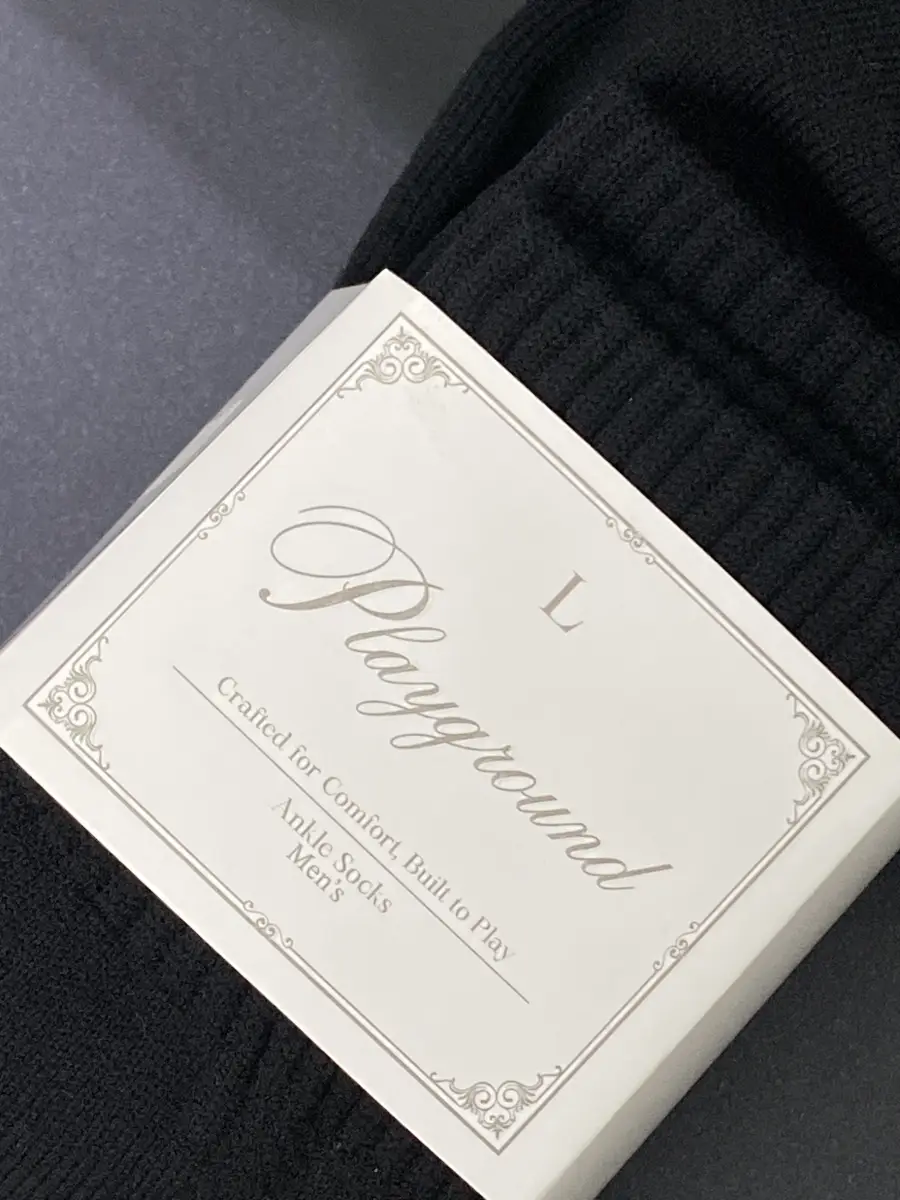 L
Playground
Crafted for Comfort, Built to Play
Ankle Socks
Men's